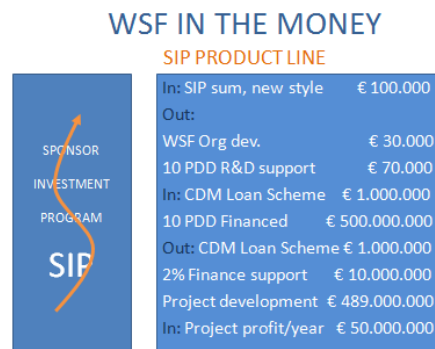 WSF IN THE MONEY
SIP PRODUCT LINE
SPONSOR
INVESTMENT
PROGRAM
SIP
In: SIP sum, new style € 100.000
Out:
WSF Org dev. € 30.000
10 PDD R&D support € 70.000
In: CDM Loan Scheme € 1.000.000
10 PDD Financed € 500.000.000
Out: CDM Loan Scheme € 1.000.000
2% Finance support € 10.000.000
Project development € 489.000.000
In: Project profit/year € 50.000.000